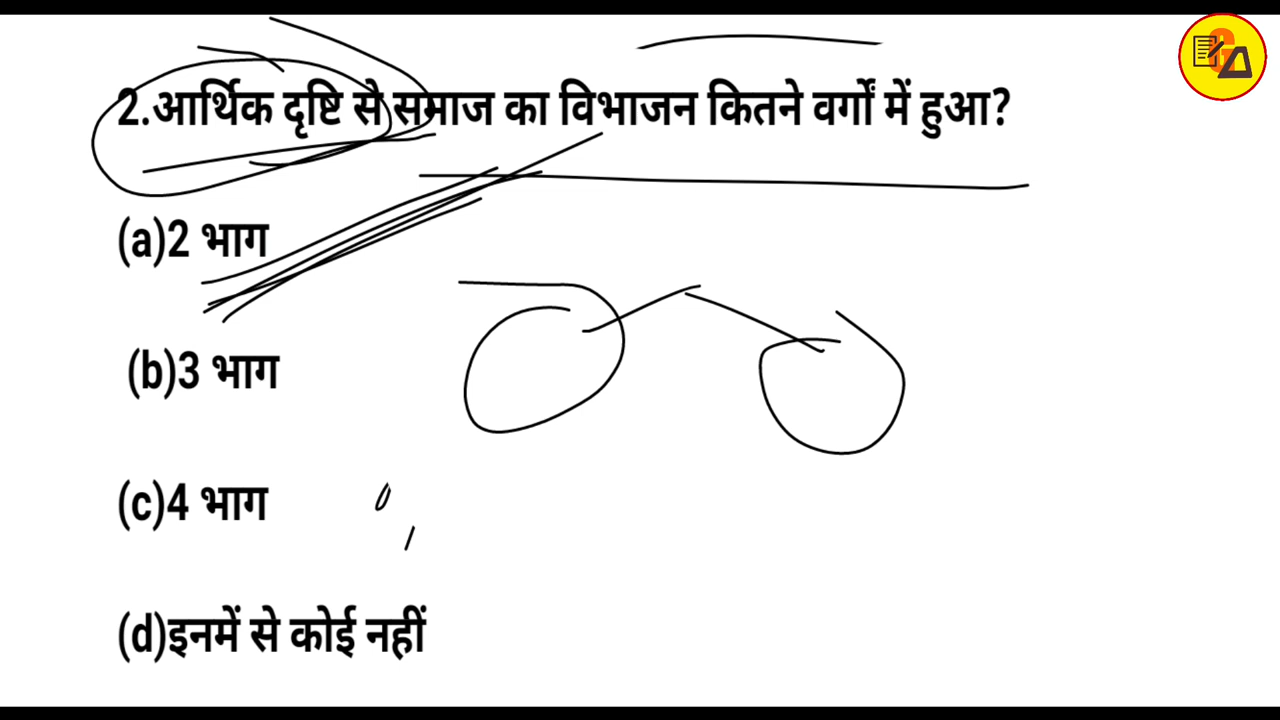 2.आर्थिक दृष्टि से समाज का विभाजन कितने वर्गों में हुआ?
(a)2 भाग
(b)3 भाग
(c)4 भाग
(d)इनमें से कोई नहीं